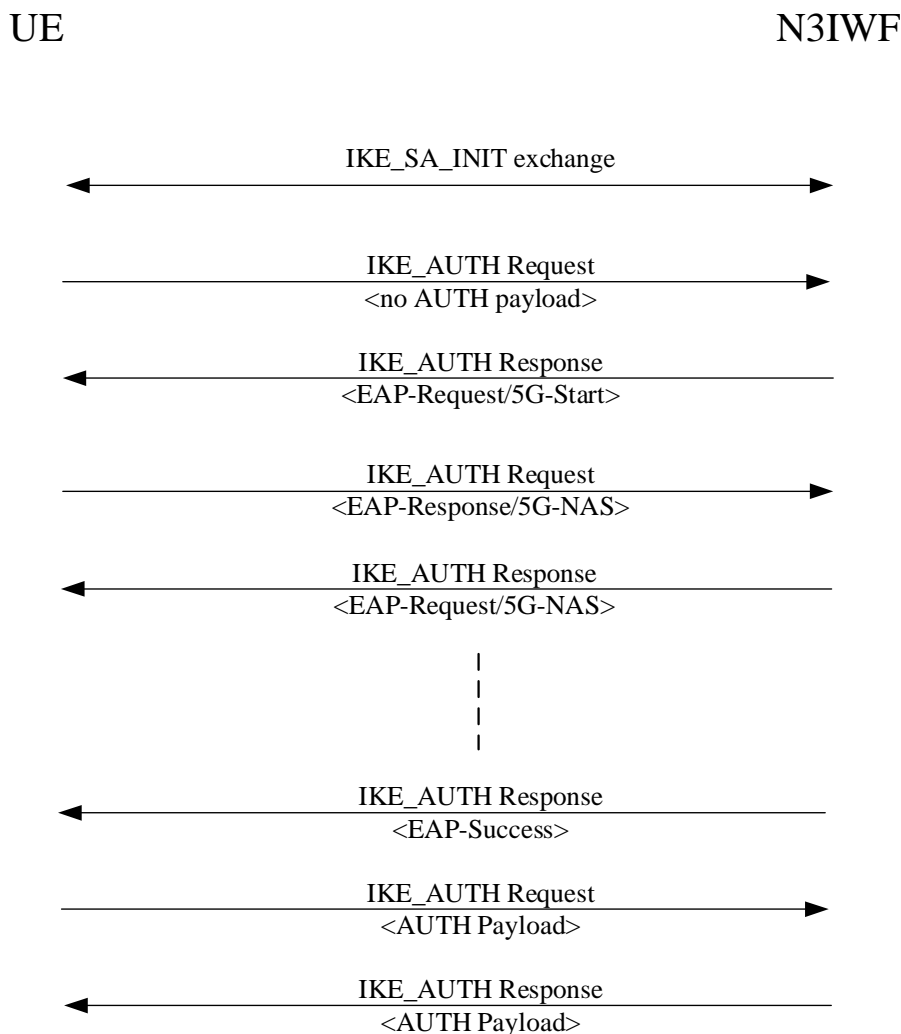 UE N3IWF
IKE_SA_INIT exchange
IKE_AUTH Request
<no AUTH payload>
IKE_AUTH Response
<EAP-Request/5G-Start>
IKE_AUTH Request
<EAP-Response/5G-NAS>
IKE_AUTH Response
<EAP-Request/5G-NAS>
IKE_AUTH Response
<EAP-Success>
IKE_AUTH Request
<AUTH Payload>
IKE_AUTH Response
<AUTH Payload>